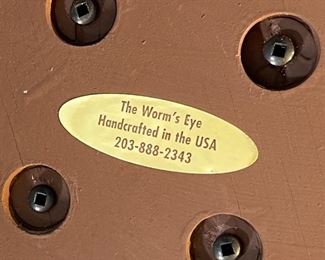 The Worm's Eye
Handcrafted in the USA
203-888-2343